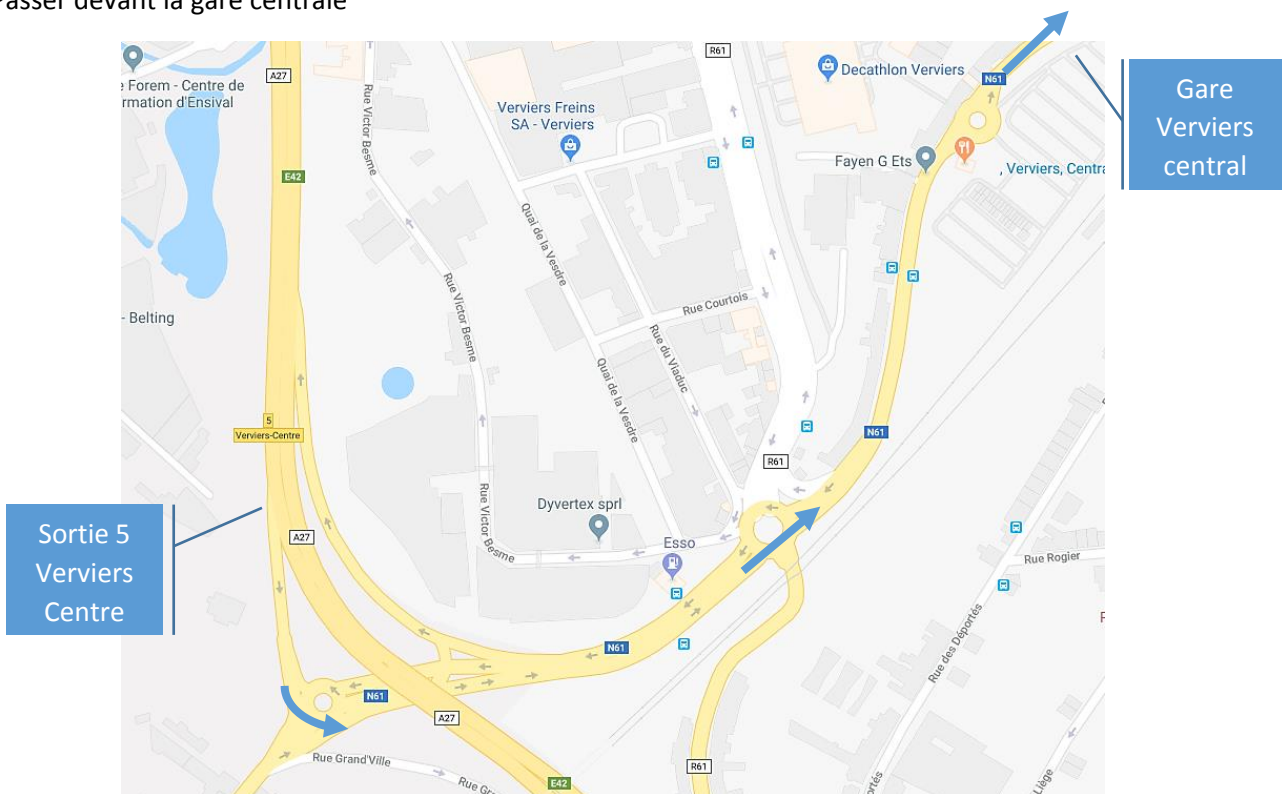 Passer devant la gare centrale
A27
R61
e Forem - Centre de
rmation d'Ensival
Verviers Freins
SA - Verviers
Decathlon Verviers
N61
Gare
Verviers
central
Rue Victor Besme
Fayen G Ets
, Verviers, Centra
E42
Quai de la Vesdre
Rue Victor Besme
Rue Courtois
- Belting
Rue du Viaduc
Quai de la Vesdre
5
Verviers-Centre
N61
R61
Rue Victor Besme
Dyvertex sprl
Sortie 5
Verviers
Centre
A27
Esso
Rue Rogier
Rue des Déportés
N61
N61
A27
Rue Grand'Ville
R61
E42
Liège